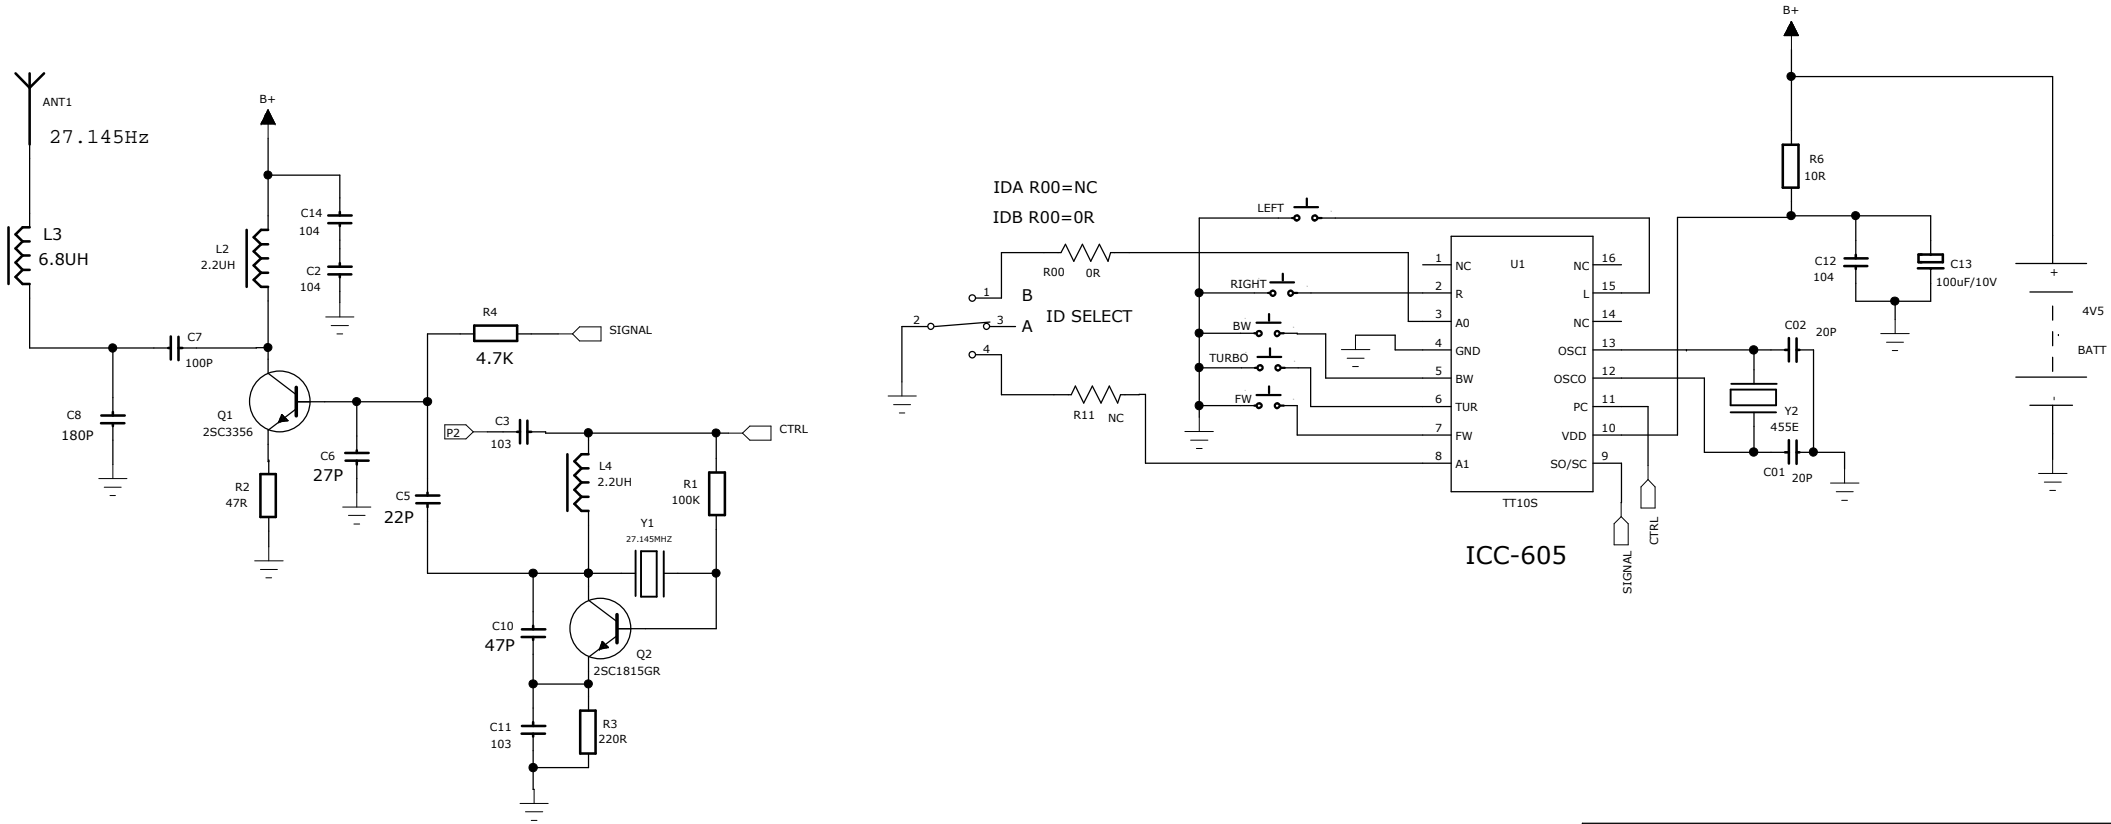 ANT1
27.145Hz
B+
L3
6.8UH
L2
2.2UH
C14
104
C2
104
C7
100P
C8
180P
Q1
2SC3356
R2
47R
C6
27P
R4
4.7K
SIGNAL
C5
22P
P2
C3
103
CTRL
L4
2.2UH
R1
100K
Y1
27.145MHZ
C10
47P
Q2
2SC1815GR
C11
103
R3
220R
IDA R00=NC
IDB R00=0R
R00 0R
1 B
2
3 A
ID SELECT
4
R11 NC
LEFT
RIGHT
BW
TURBO
FW
U1
1 NC
2 R
3 A0
4 GND
5 BW
6 TUR
7 FW
8 A1
NC 16
L 15
NC 14
OSCI 13
OSCO 12
PC 11
VDD 10
SO/SC 9
TT10S
ICC-605
SIGNAL
CTRL
B+
R6
10R
C12
104
C13
100uF/10V
C02 20P
Y2
455E
C01 20P
+
4V5
BATT